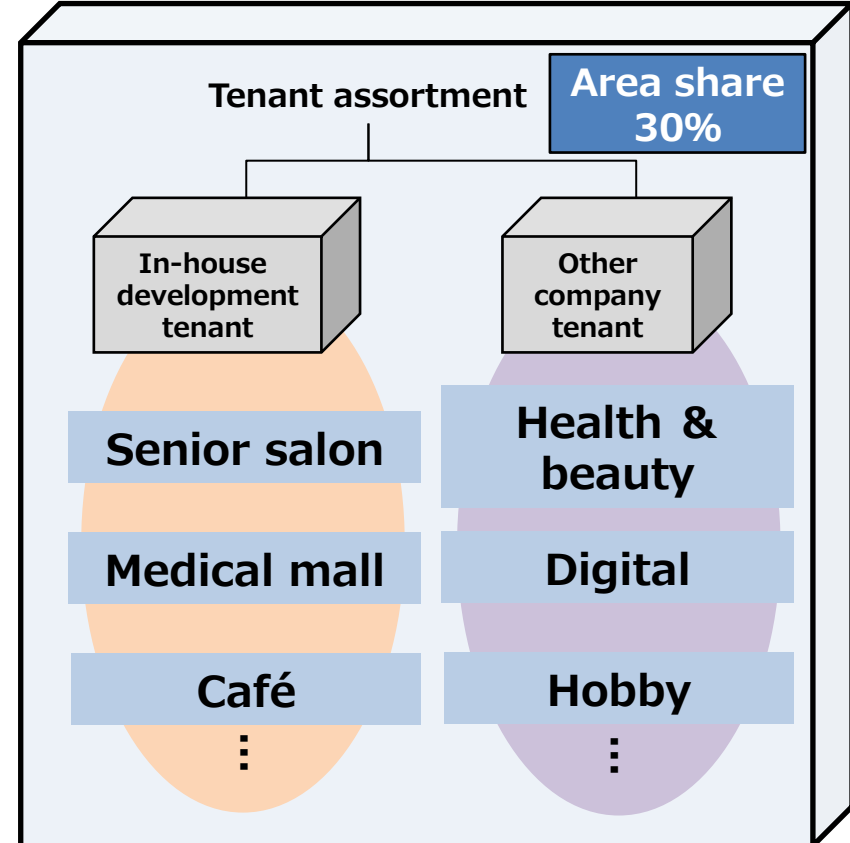 Tenant assortment
Area share
30%
In-house
development
tenant
Other
company
tenant
Senior salon
Medical mall
Café
⋮
Health &
beauty
Digital
Hobby
⋮